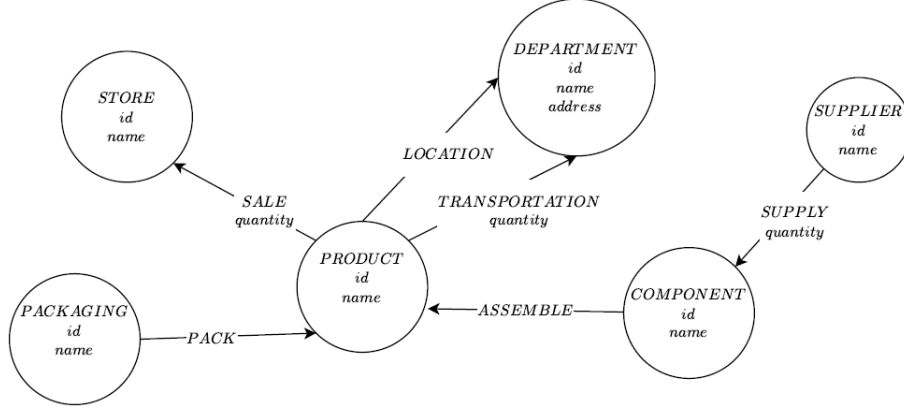 DEPARTMENT
id
name
address
STORE
id
name
SUPPLIER
id
name
LOCATION
SALE
quantity
TRANSPORTATION
quantity
SUPPLY
quantity
PRODUCT
id
name
PACKAGING
id
name
COMPONENT
id
name
ASSEMBLE
PACK